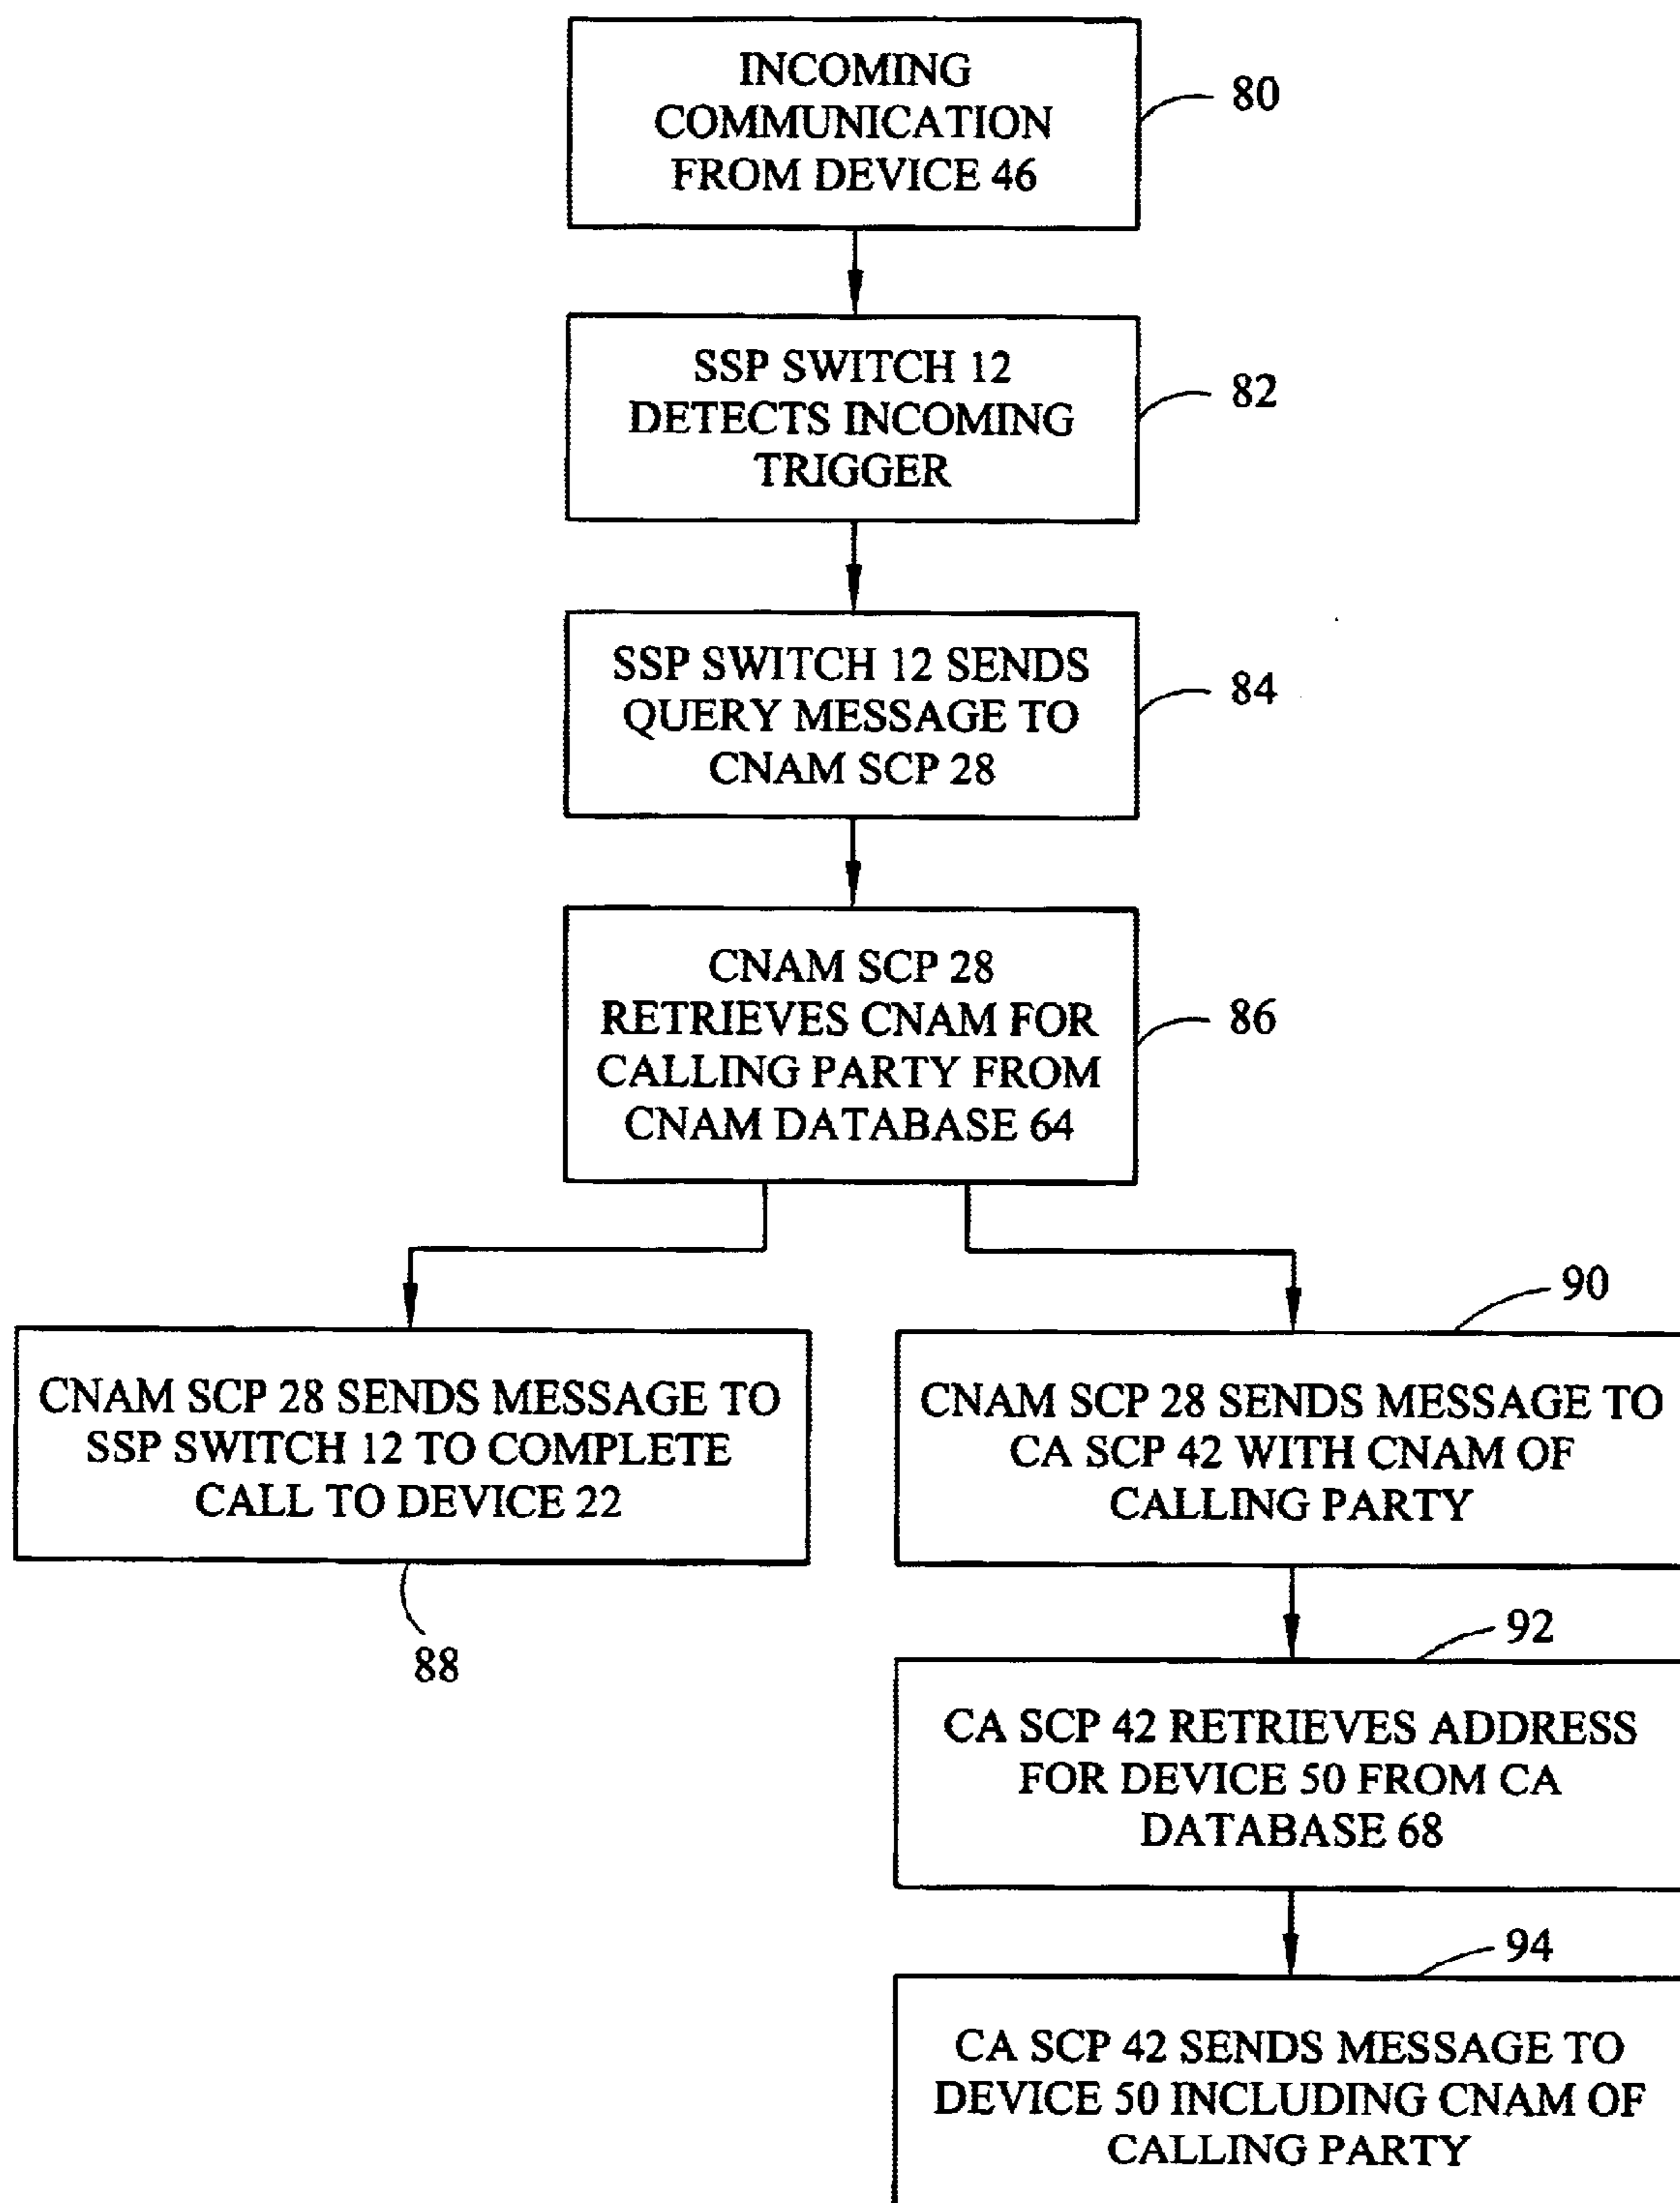 INCOMING
COMMUNICATION
FROM DEVICE 46
80
SSP SWITCH 12
DETECTS INCOMING
TRIGGER
82
SSP SWITCH 12 SENDS
QUERY MESSAGE TO
CNAM SCP 28
84
CNAM SCP 28
RETRIEVES CNAM FOR
CALLING PARTY FROM
CNAM DATABASE 64
86
CNAM SCP 28 SENDS MESSAGE TO
SSP SWITCH 12 TO COMPLETE
CALL TO DEVICE 22
88
90
CNAM SCP 28 SENDS MESSAGE TO
CA SCP 42 WITH CNAM OF
CALLING PARTY
92
CA SCP 42 RETRIEVES ADDRESS
FOR DEVICE 50 FROM CA
DATABASE 68
94
CA SCP 42 SENDS MESSAGE TO
DEVICE 50 INCLUDING CNAM OF
CALLING PARTY